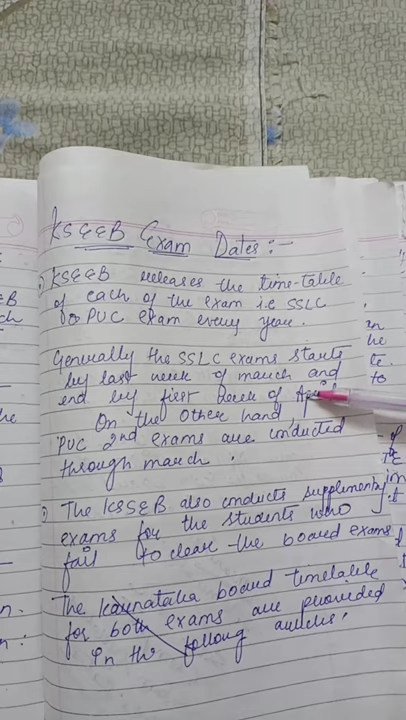 KSEEB Exam Dates :-
KSEEB releases the time-table
of each of the exam i.e SSLC
PUC exam every year.
Generally the SSLC exams starts
by last week of march and
end by first week of
On the other hand,
PUC 2nd exams are conducted
through march.
The KSEEB also conducts supplementy
exams for the students who
fail to clear the board exams
The Karnataka board timetable
for both exams are provided
in the